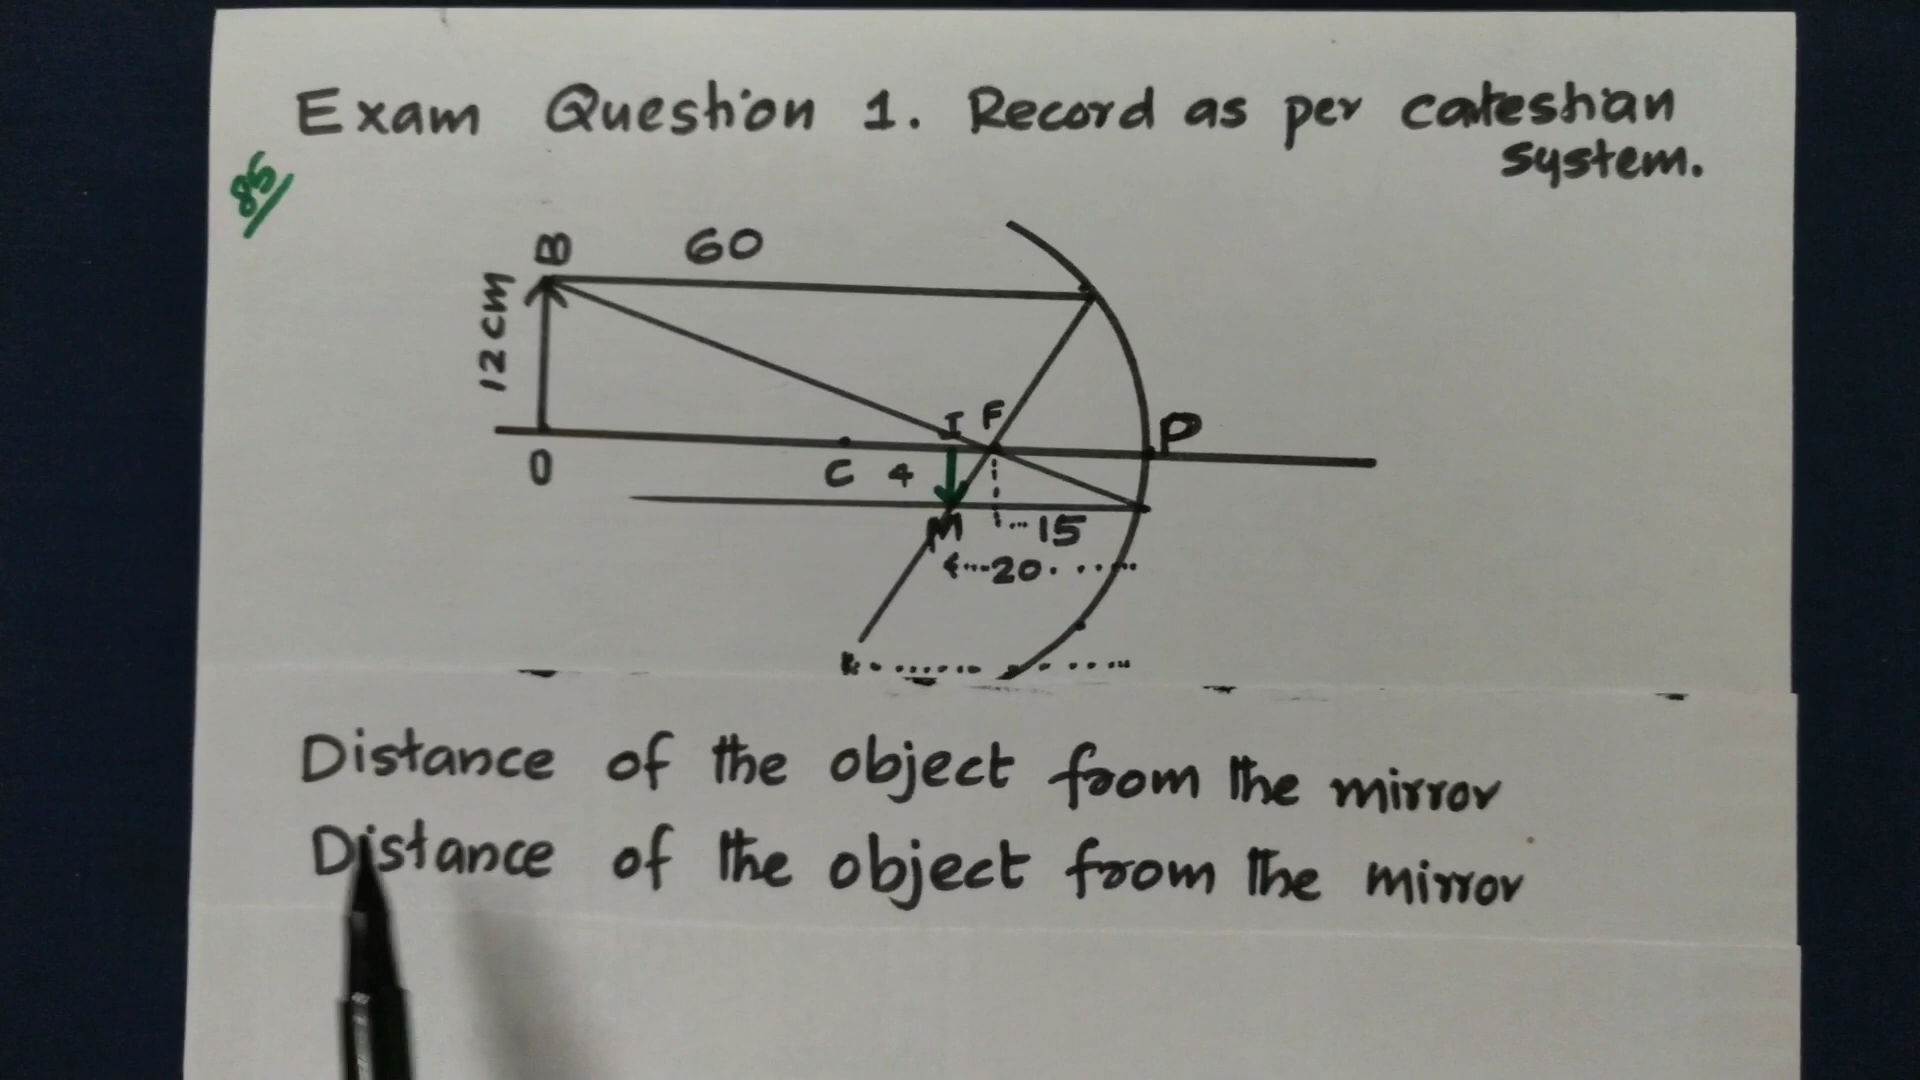 Exam Question 1. Record as per cateshian
system.
85
B
60
12cm
I F
P
O
C 4
M
15
20
Distance of the object from the mirror
Distance of the object from the mirror